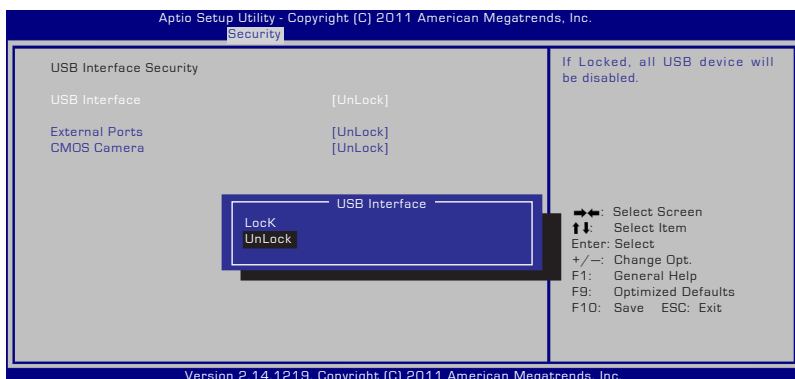 Aptio Setup Utility - Copyright (C) 2011 American Megatrends, Inc.
Security
USB Interface Security
USB Interface [UnLock]
External Ports [UnLock]
CMOS Camera [UnLock]
If Locked, all USB device will
be disabled.
USB Interface
LocK
UnLock
→←: Select Screen
↑↓: Select Item
Enter: Select
+/—: Change Opt.
F1: General Help
F9: Optimized Defaults
F10: Save ESC: Exit
Version 2.14.1219. Copyright (C) 2011 American Megatrends, Inc.